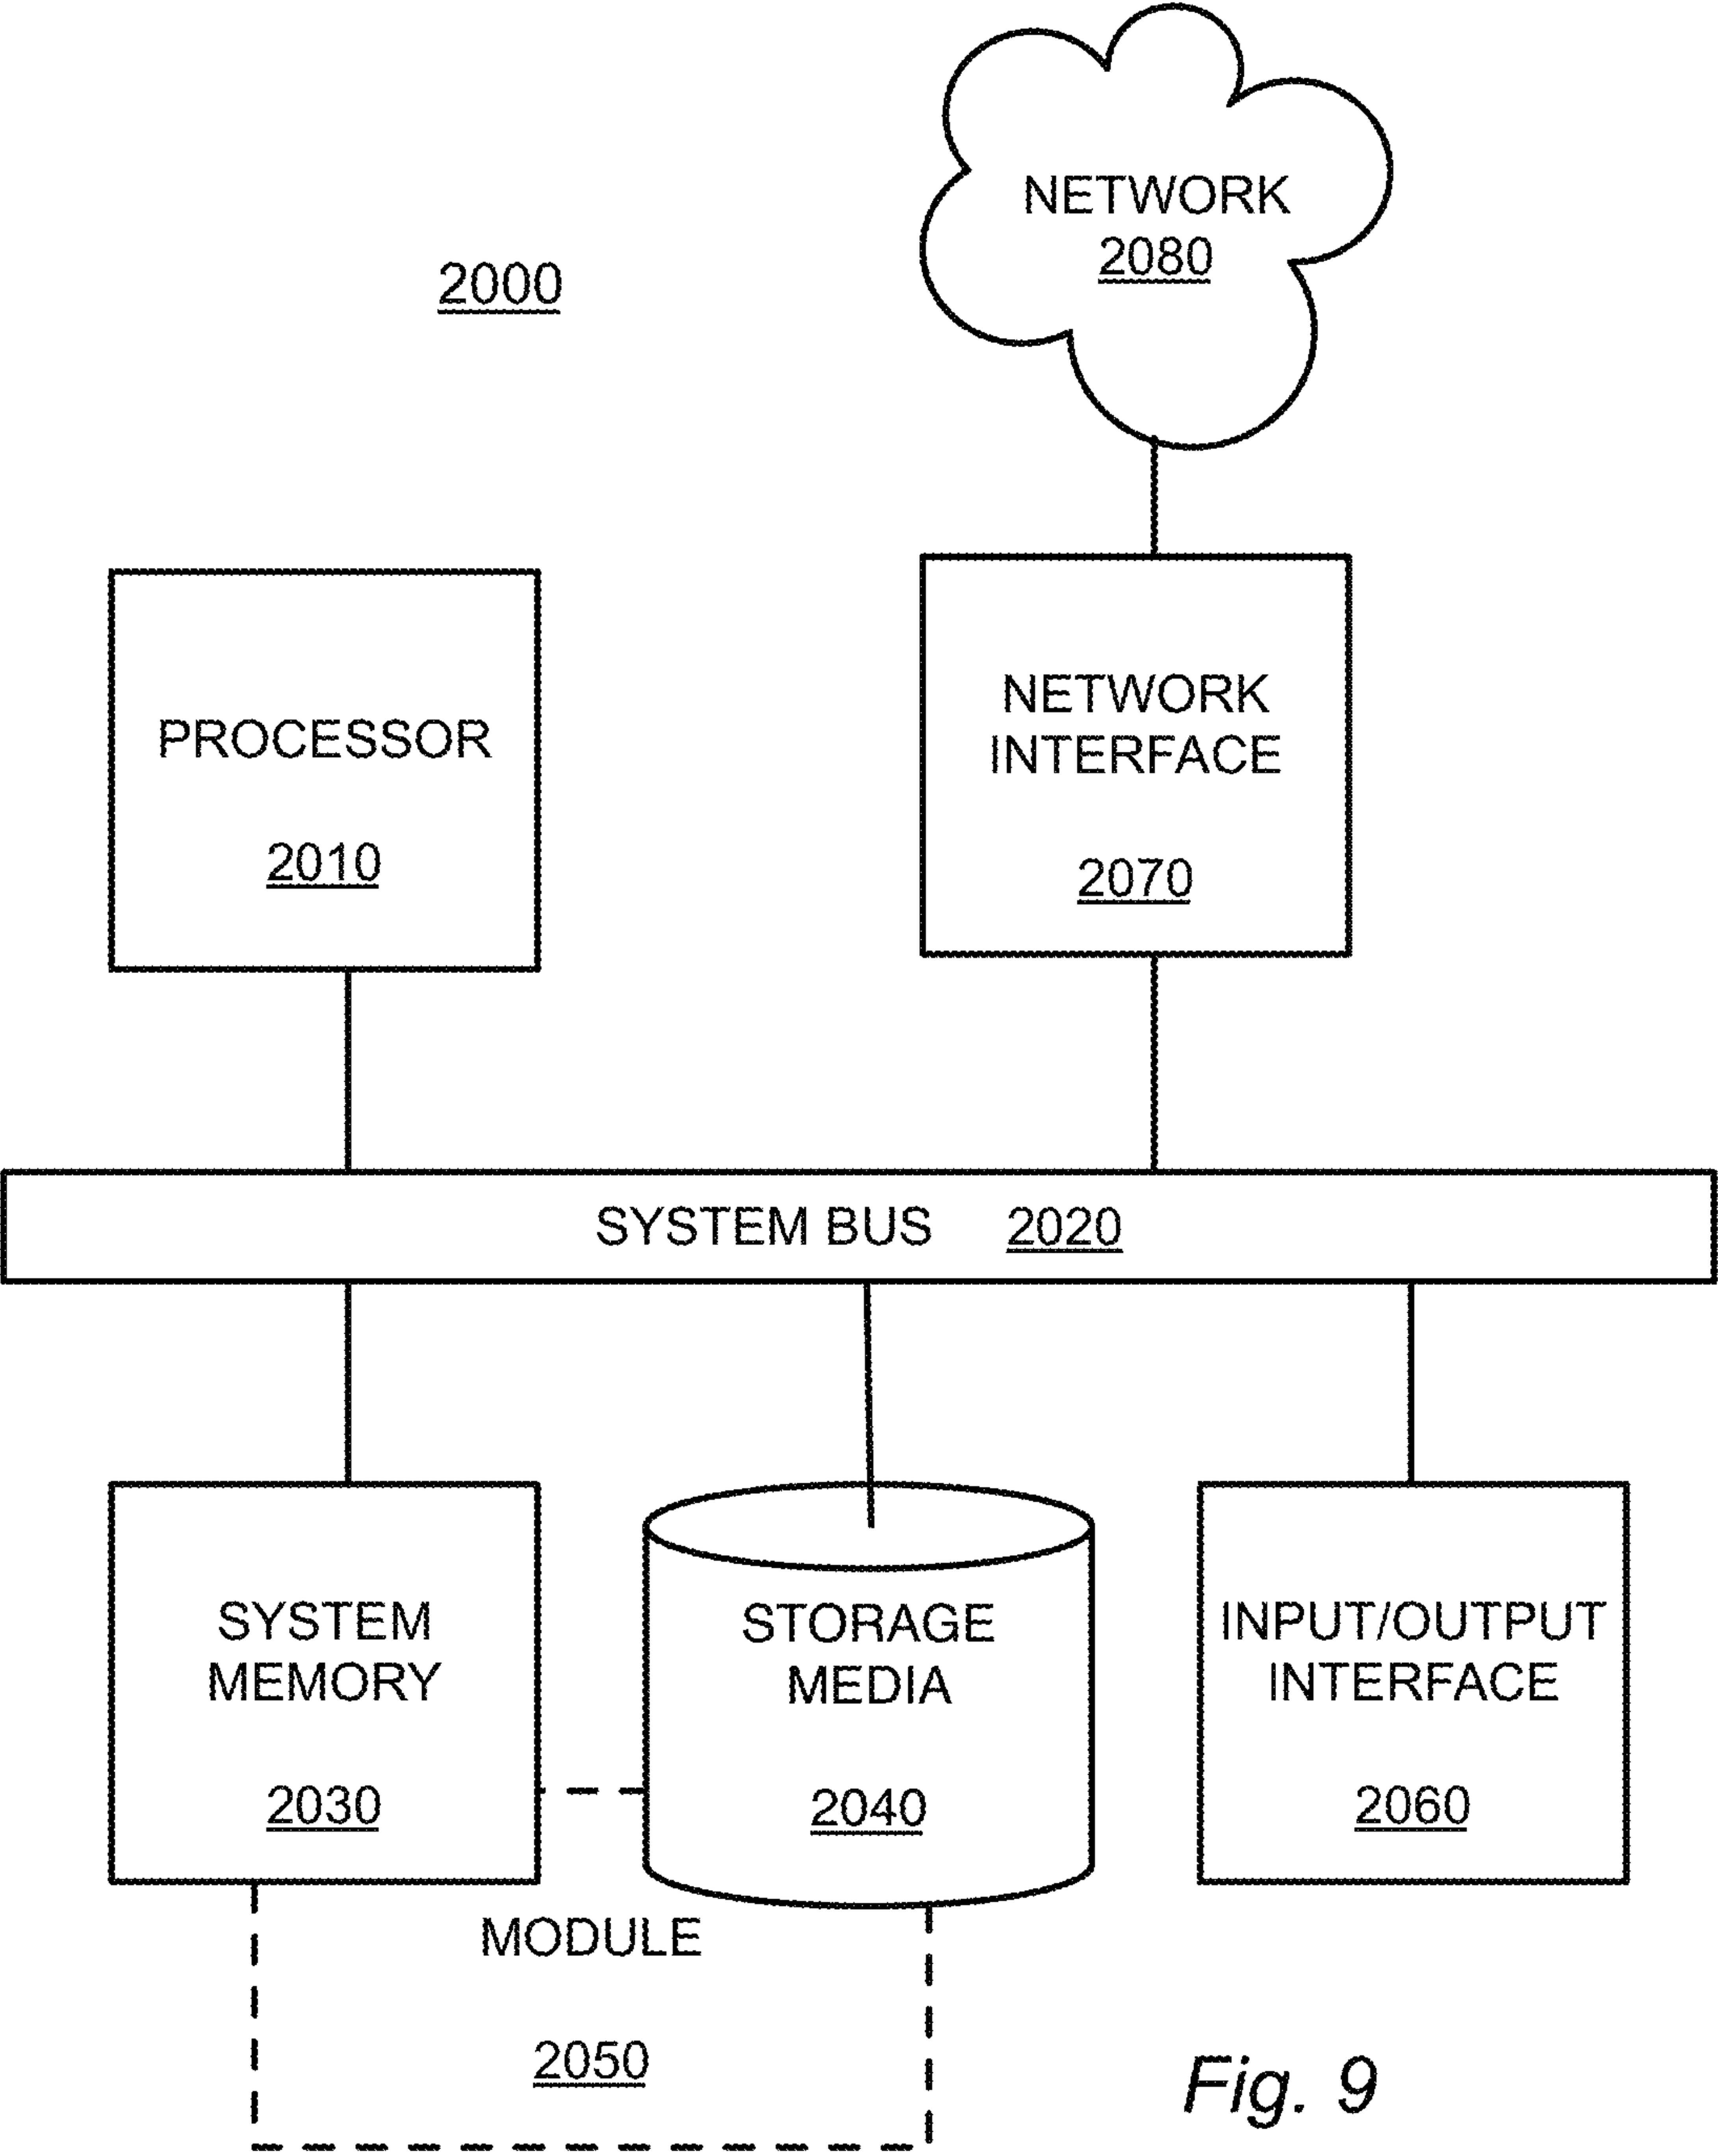 NETWORK
2080
2000
PROCESSOR
2010
NETWORK
INTERFACE
2070
SYSTEM BUS 2020
SYSTEM
MEMORY
2030
STORAGE
MEDIA
2040
INPUT/OUTPUT
INTERFACE
2060
MODULE
2050
Fig. 9